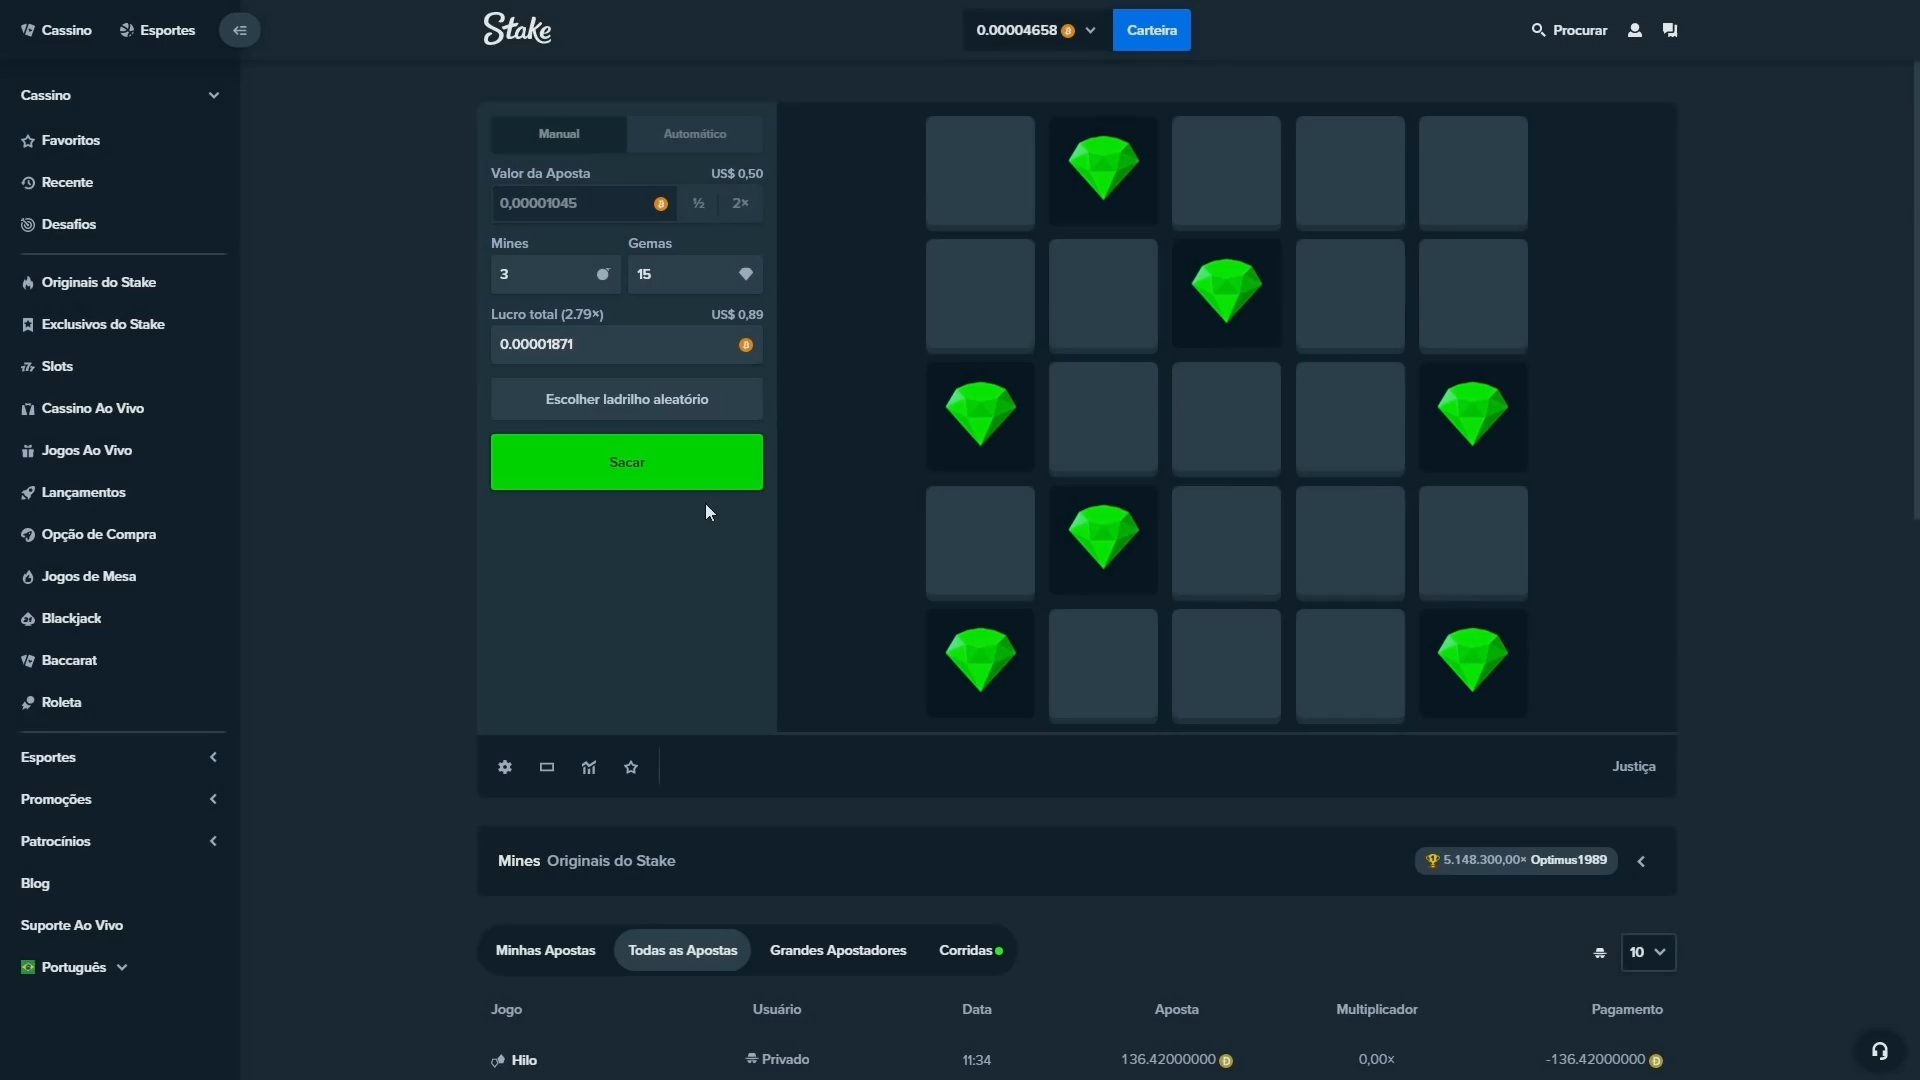 Cassino
Esportes
Stake
0.00004658
Carteira
Procurar
Cassino
Favoritos
Recente
Desafios
Originais do Stake
Exclusivos do Stake
Slots
Cassino Ao Vivo
Jogos Ao Vivo
Lançamentos
Opção de Compra
Jogos de Mesa
Blackjack
Baccarat
Roleta
Esportes
Promoções
Patrocínios
Blog
Suporte Ao Vivo
Português
Manual Automático
Valor da Aposta US$ 0,50
0,00001045 ½ 2×
Mines Gemas
3 15
Lucro total (2.79×) US$ 0,89
0.00001871
Escolher ladrilho aleatório
Sacar
Justiça
Mines Originais do Stake
5.148.300,00× Optimus1989
Minhas Apostas Todas as Apostas Grandes Apostadores Corridas
10
Jogo Usuário Data Aposta Multiplicador Pagamento
Hilo Privado 11:34 136.42000000 0,00× -136.42000000